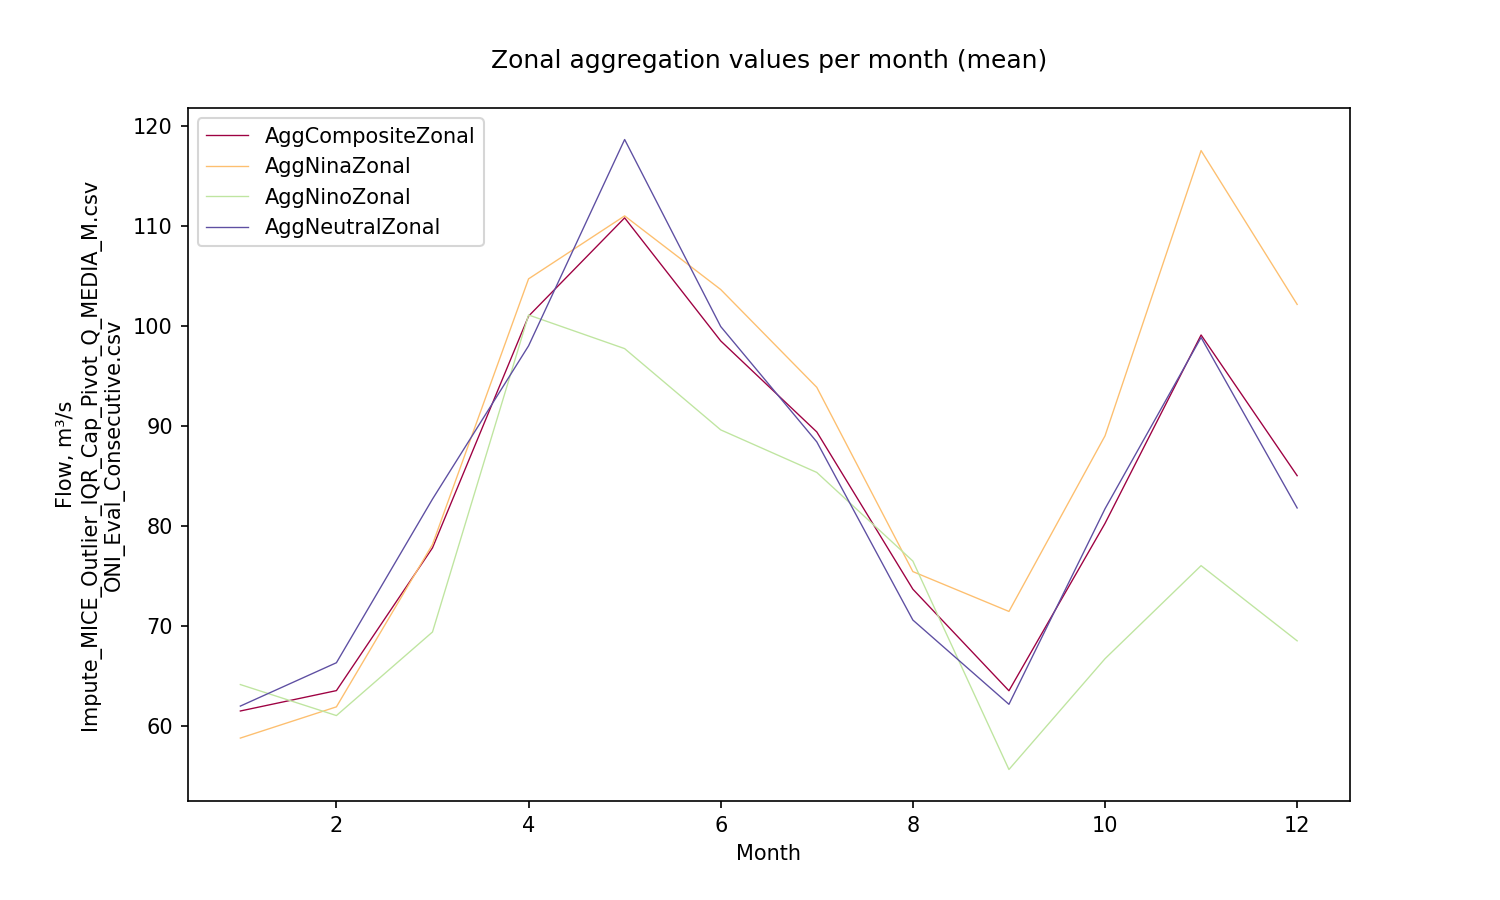 Zonal aggregation values per month (mean)
AggCompositeZonal
AggNinaZonal
AggNinoZonal
AggNeutralZonal
Flow, m³/s
Impute_MICE_Outlier_IQR_Cap_Pivot_Q_MEDIA_M.csv
ONI_Eval_Consecutive.csv
120
110
100
90
80
70
60
2 4 6 8 10 12
Month